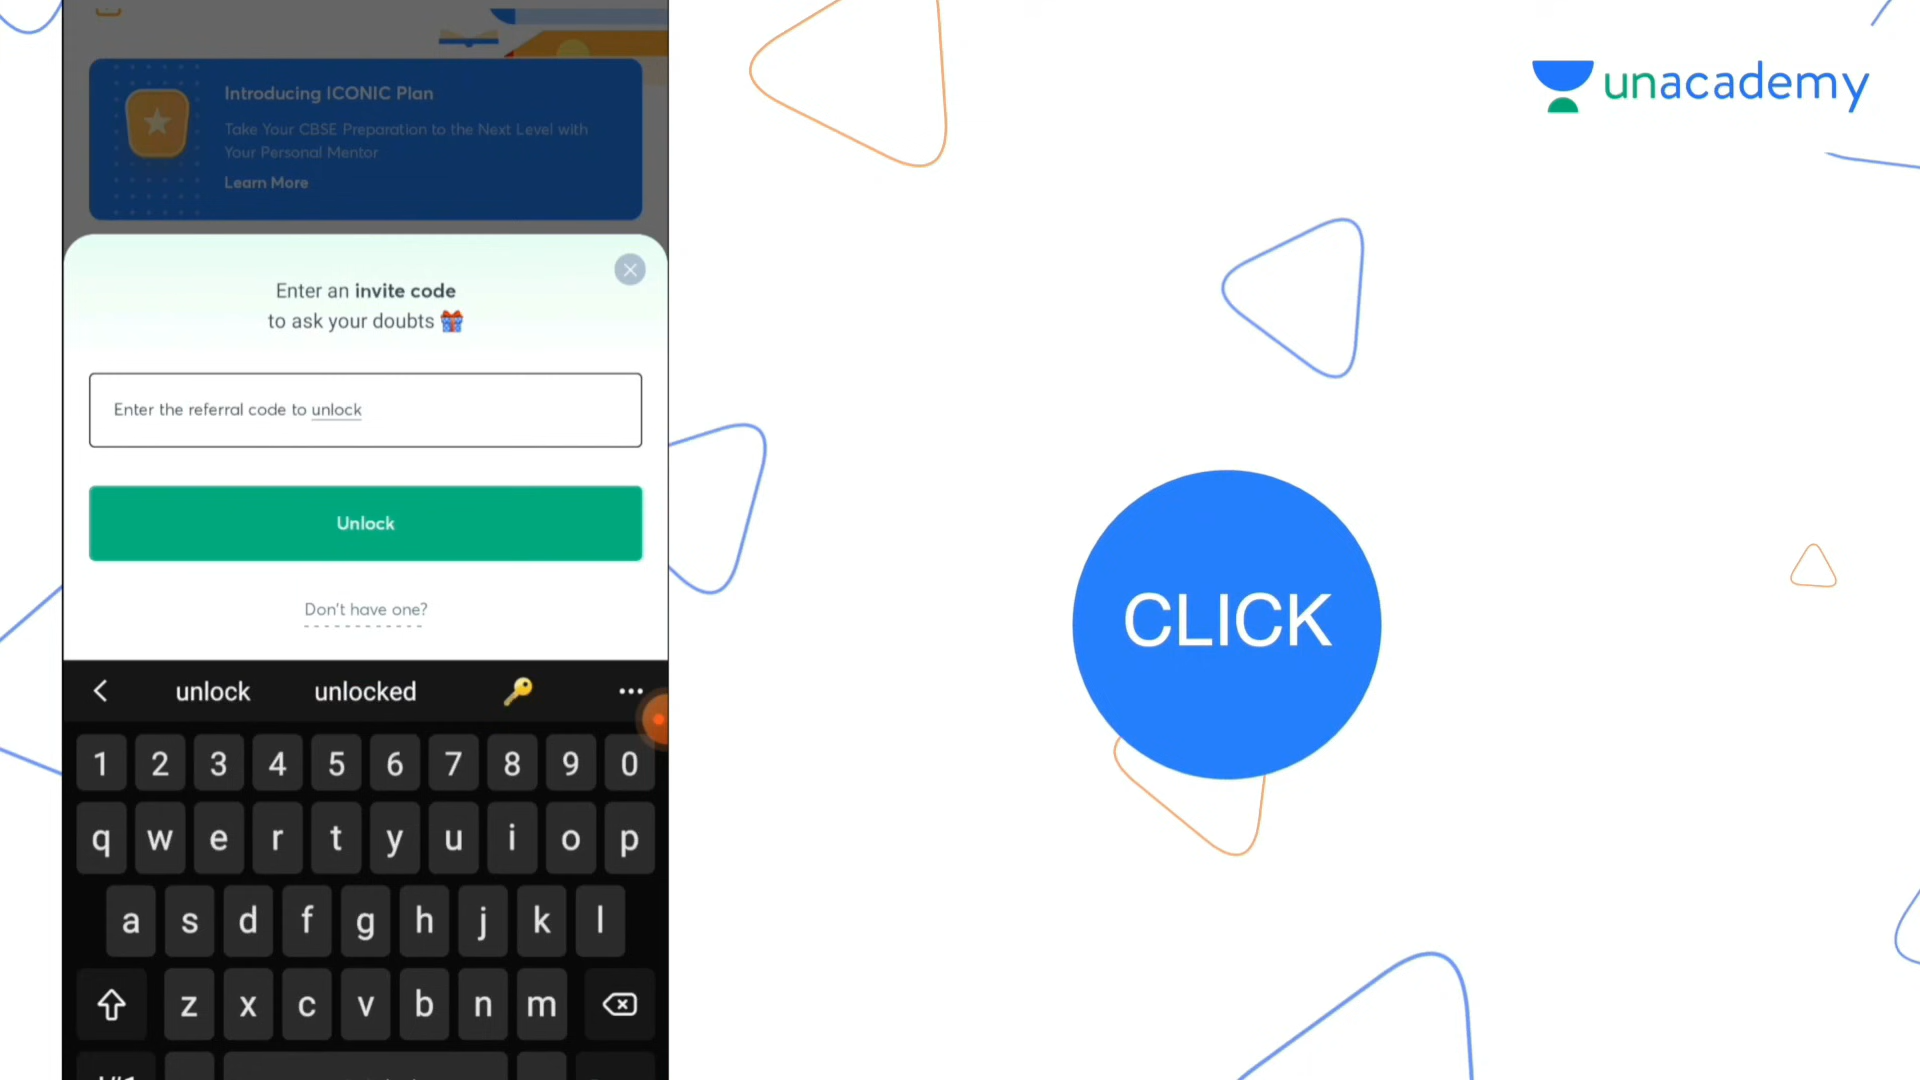 Introducing ICONIC Plan
Take Your CBSE Preparation to the Next Level with
Your Personal Mentor
Learn More
Enter an invite code
to ask your doubts
Enter the referral code to unlock
Unlock
Don't have one?
unlock unlocked
1 2 3 4 5 6 7 8 9 0
q w e r t y u i o p
a s d f g h j k l
z x c v b n m
unacademy
CLICK